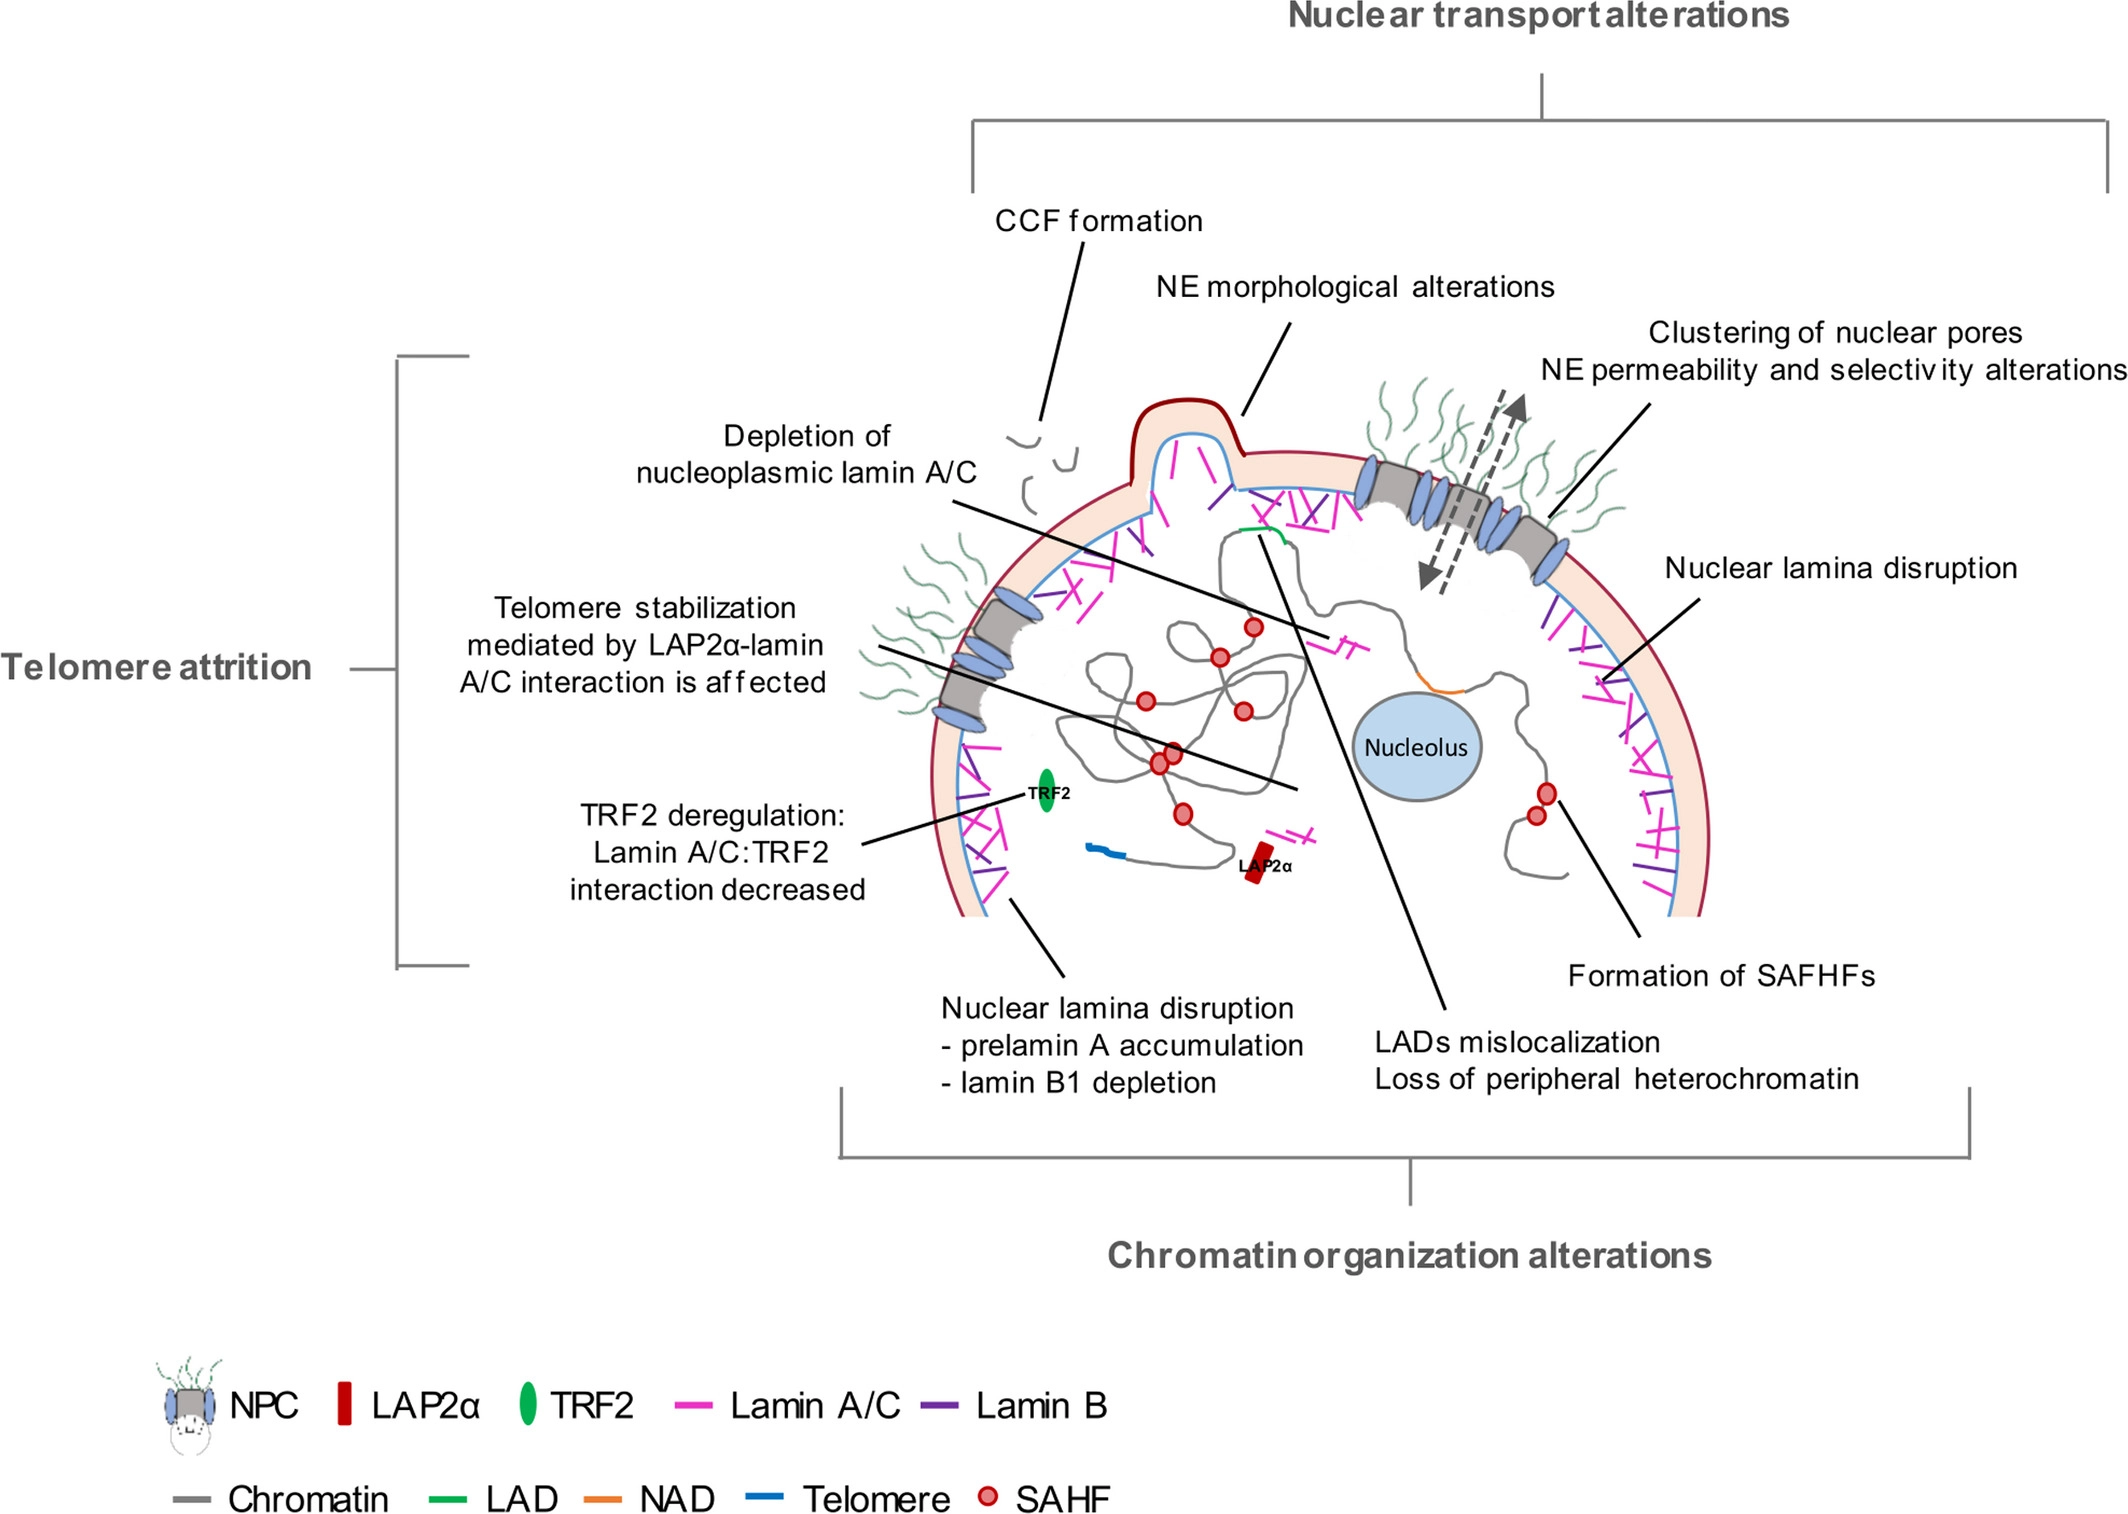 Nuclear transport alterations
CCF formation
NE morphological alterations
Clustering of nuclear pores
NE permeability and selectivity alterations
Depletion of
nucleoplasmic lamin A/C
Nuclear lamina disruption
Telomere attrition
Telomere stabilization
mediated by LAP2α-lamin
A/C interaction is affected
Nucleolus
TRF2
TRF2 deregulation:
Lamin A/C:TRF2
interaction decreased
LAP2α
Formation of SAFHFs
Nuclear lamina disruption
- prelamin A accumulation
- lamin B1 depletion
LADs mislocalization
Loss of peripheral heterochromatin
Chromatin organization alterations
NPC
LAP2α
TRF2
Lamin A/C
Lamin B
Chromatin
LAD
NAD
Telomere
SAHF